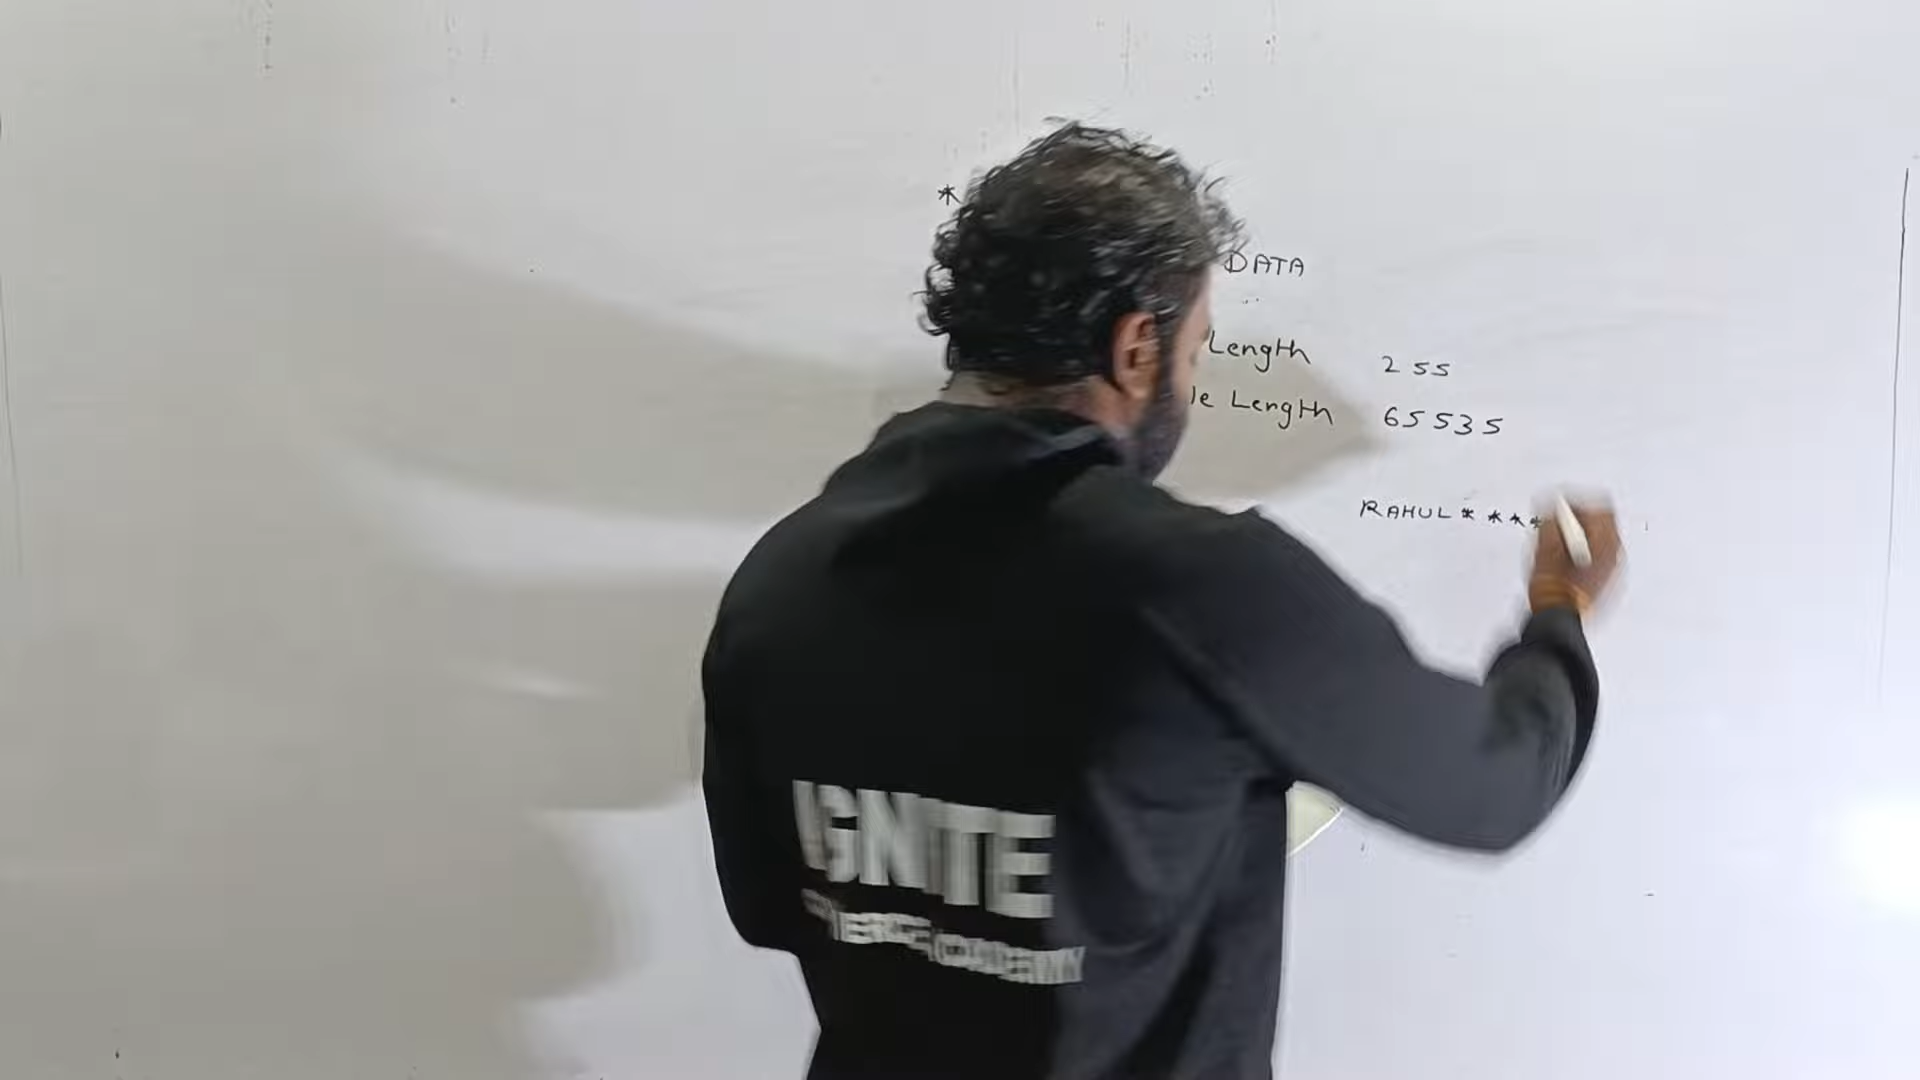 *
DATA
Length 255
le Length 65535
RAHUL * * * *
IGNITE